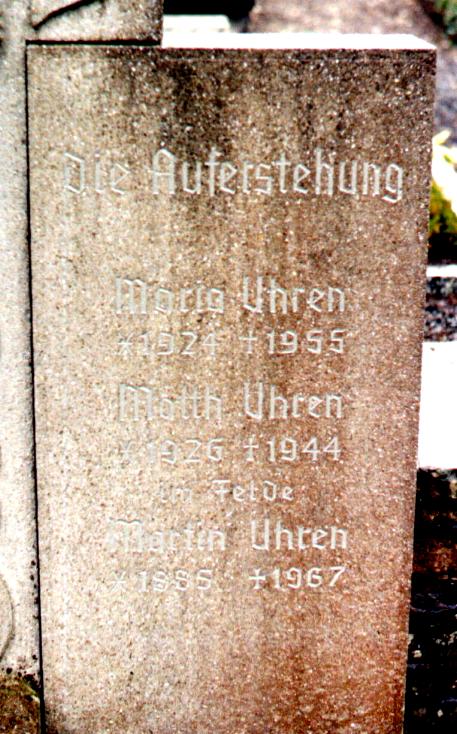 Die Auferstehung
Maria Uhren
*1924 †1955
Matth Uhren
*1926 †1944
im Felde
Martin Uhren
*1885 †1967